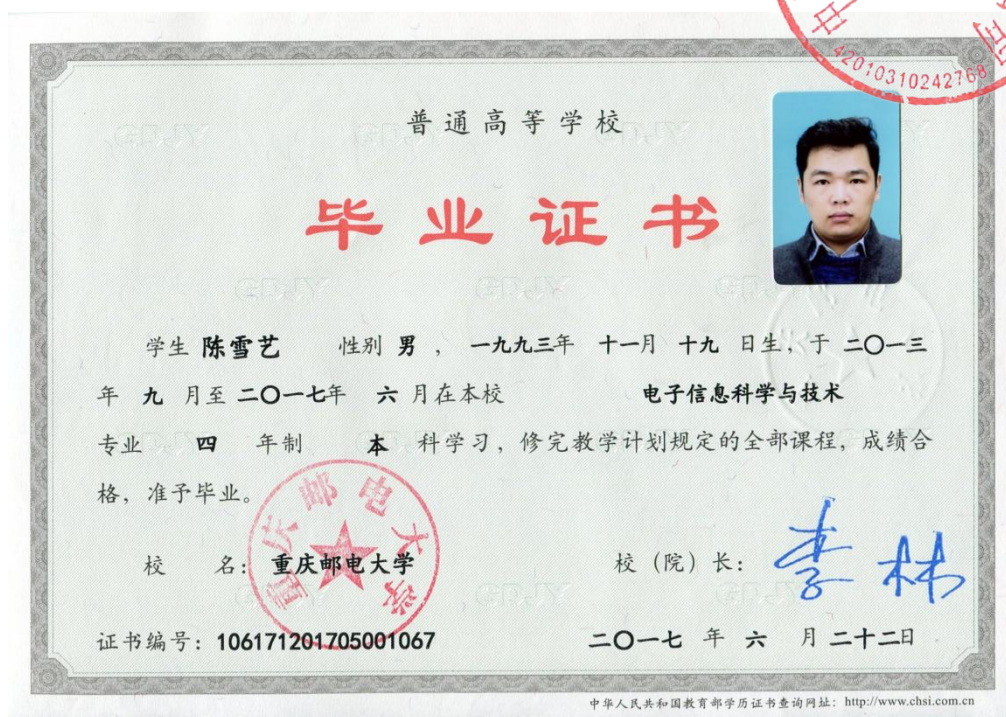 42010310242768
普通高等学校
毕业证书
学生 陈雪艺 性别 男 ， 一九九三年 十一月 十九 日生，于 二〇一三
年 九 月至 二〇一七年 六 月在本校 电子信息科学与技术
专业 四 年制 本 科学习，修完教学计划规定的全部课程，成绩合
格，准予毕业。
重庆邮电大学
校 名：重庆邮电大学 校（院）长：李林
证书编号：106171201705001067 二〇一七 年 六 月 二十二日
中华人民共和国教育部学历证书查询网址：http://www.chsi.com.cn